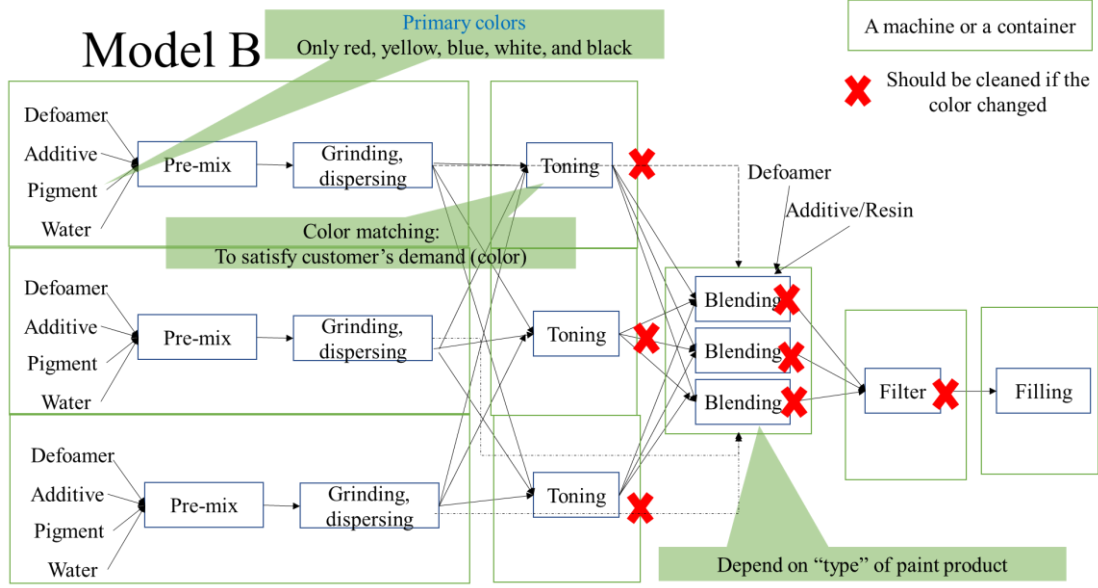 Model B
Primary colors
Only red, yellow, blue, white, and black
A machine or a container
Should be cleaned if the
color changed
Defoamer
Additive
Pigment
Water
Pre-mix
Grinding,
dispersing
Toning
Color matching:
To satisfy customer’s demand (color)
Defoamer
Additive/Resin
Defoamer
Additive
Pigment
Water
Pre-mix
Grinding,
dispersing
Toning
Blending
Blending
Blending
Filter
Filling
Defoamer
Additive
Pigment
Water
Pre-mix
Grinding,
dispersing
Toning
Depend on “type” of paint product